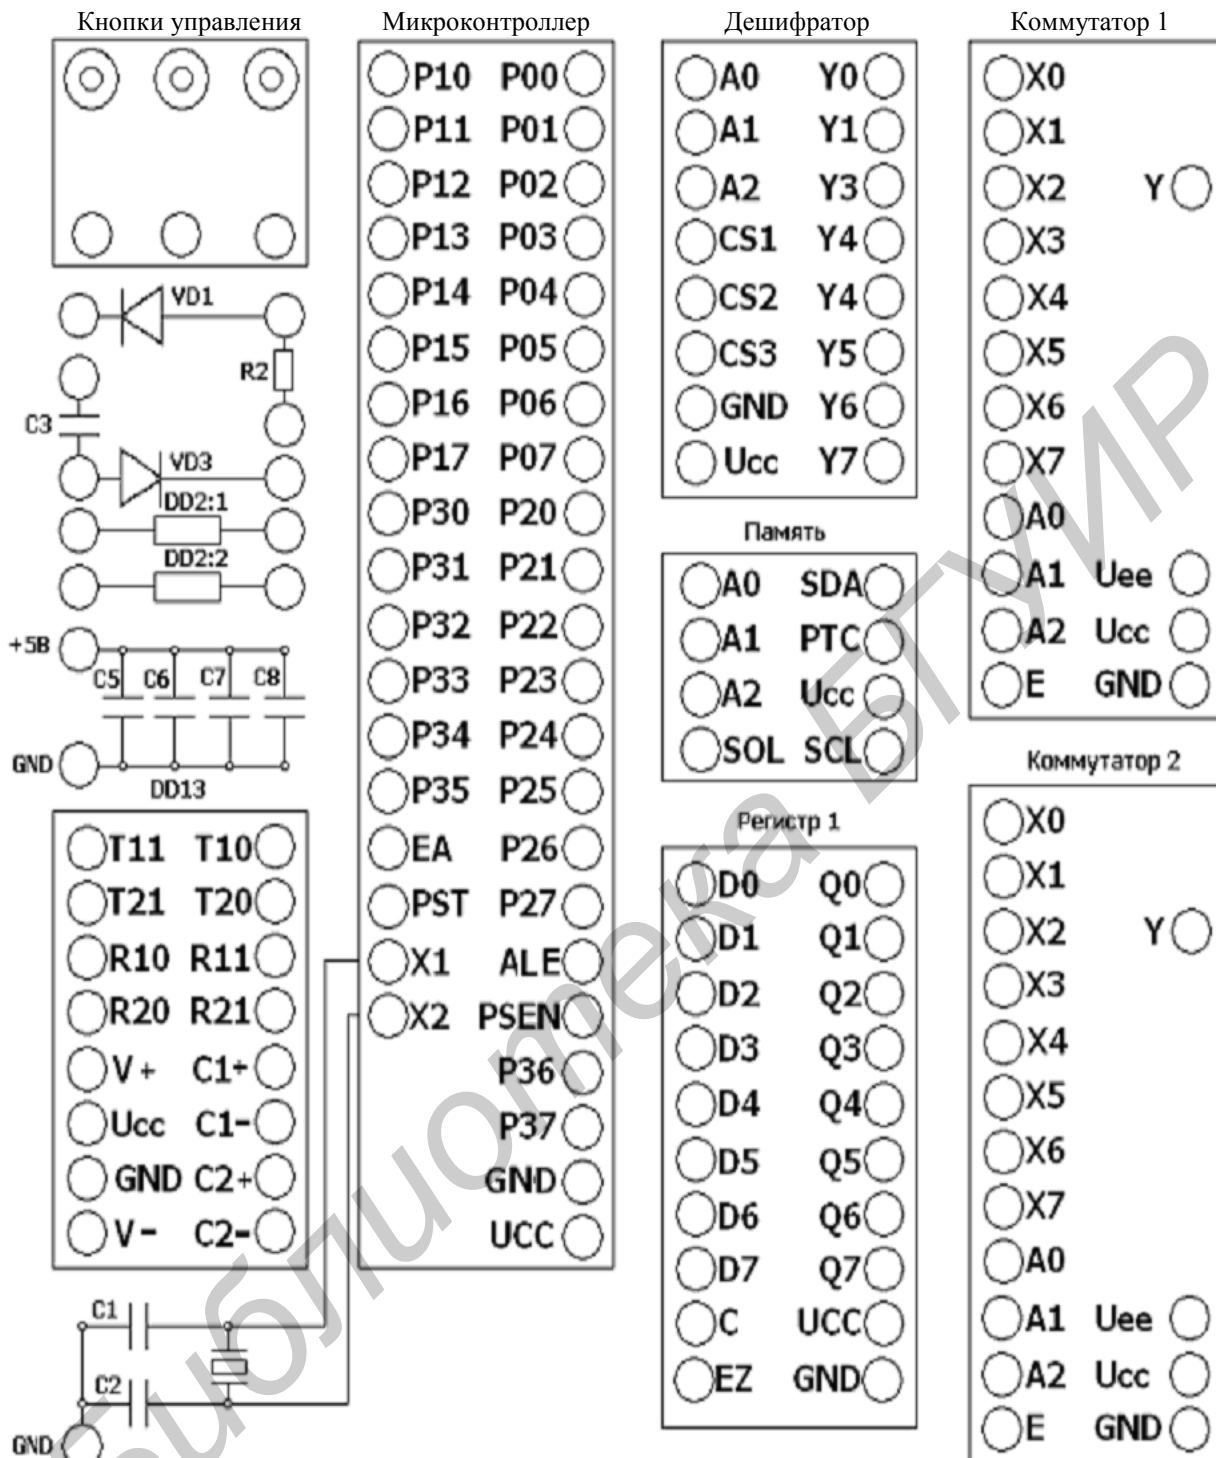 Кнопки управления
VD1
R2
C3
VD3
DD2:1
DD2:2
+5В
C5 C6 C7 C8
GND
DD13
T11 T10
T21 T20
R10 R11
R20 R21
V+ C1+
Ucc C1-
GND C2+
V- C2-
C1
C2
GND
Микроконтроллер
P10 P00
P11 P01
P12 P02
P13 P03
P14 P04
P15 P05
P16 P06
P17 P07
P30 P20
P31 P21
P32 P22
P33 P23
P34 P24
P35 P25
EA P26
PST P27
X1 ALE
X2 PSEN
P36
P37
GND
UCC
Дешифратор
A0 Y0
A1 Y1
A2 Y3
CS1 Y4
CS2 Y4
CS3 Y5
GND Y6
Ucc Y7
Память
A0 SDA
A1 PTC
A2 Ucc
SOL SCL
Регистр 1
D0 Q0
D1 Q1
D2 Q2
D3 Q3
D4 Q4
D5 Q5
D6 Q6
D7 Q7
C UCC
EZ GND
Коммутатор 1
X0
X1
X2 Y
X3
X4
X5
X6
X7
A0
A1 Uee
A2 Ucc
E GND
Коммутатор 2
X0
X1
X2 Y
X3
X4
X5
X6
X7
A0
A1 Uee
A2 Ucc
E GND
Библиотека БГУИР